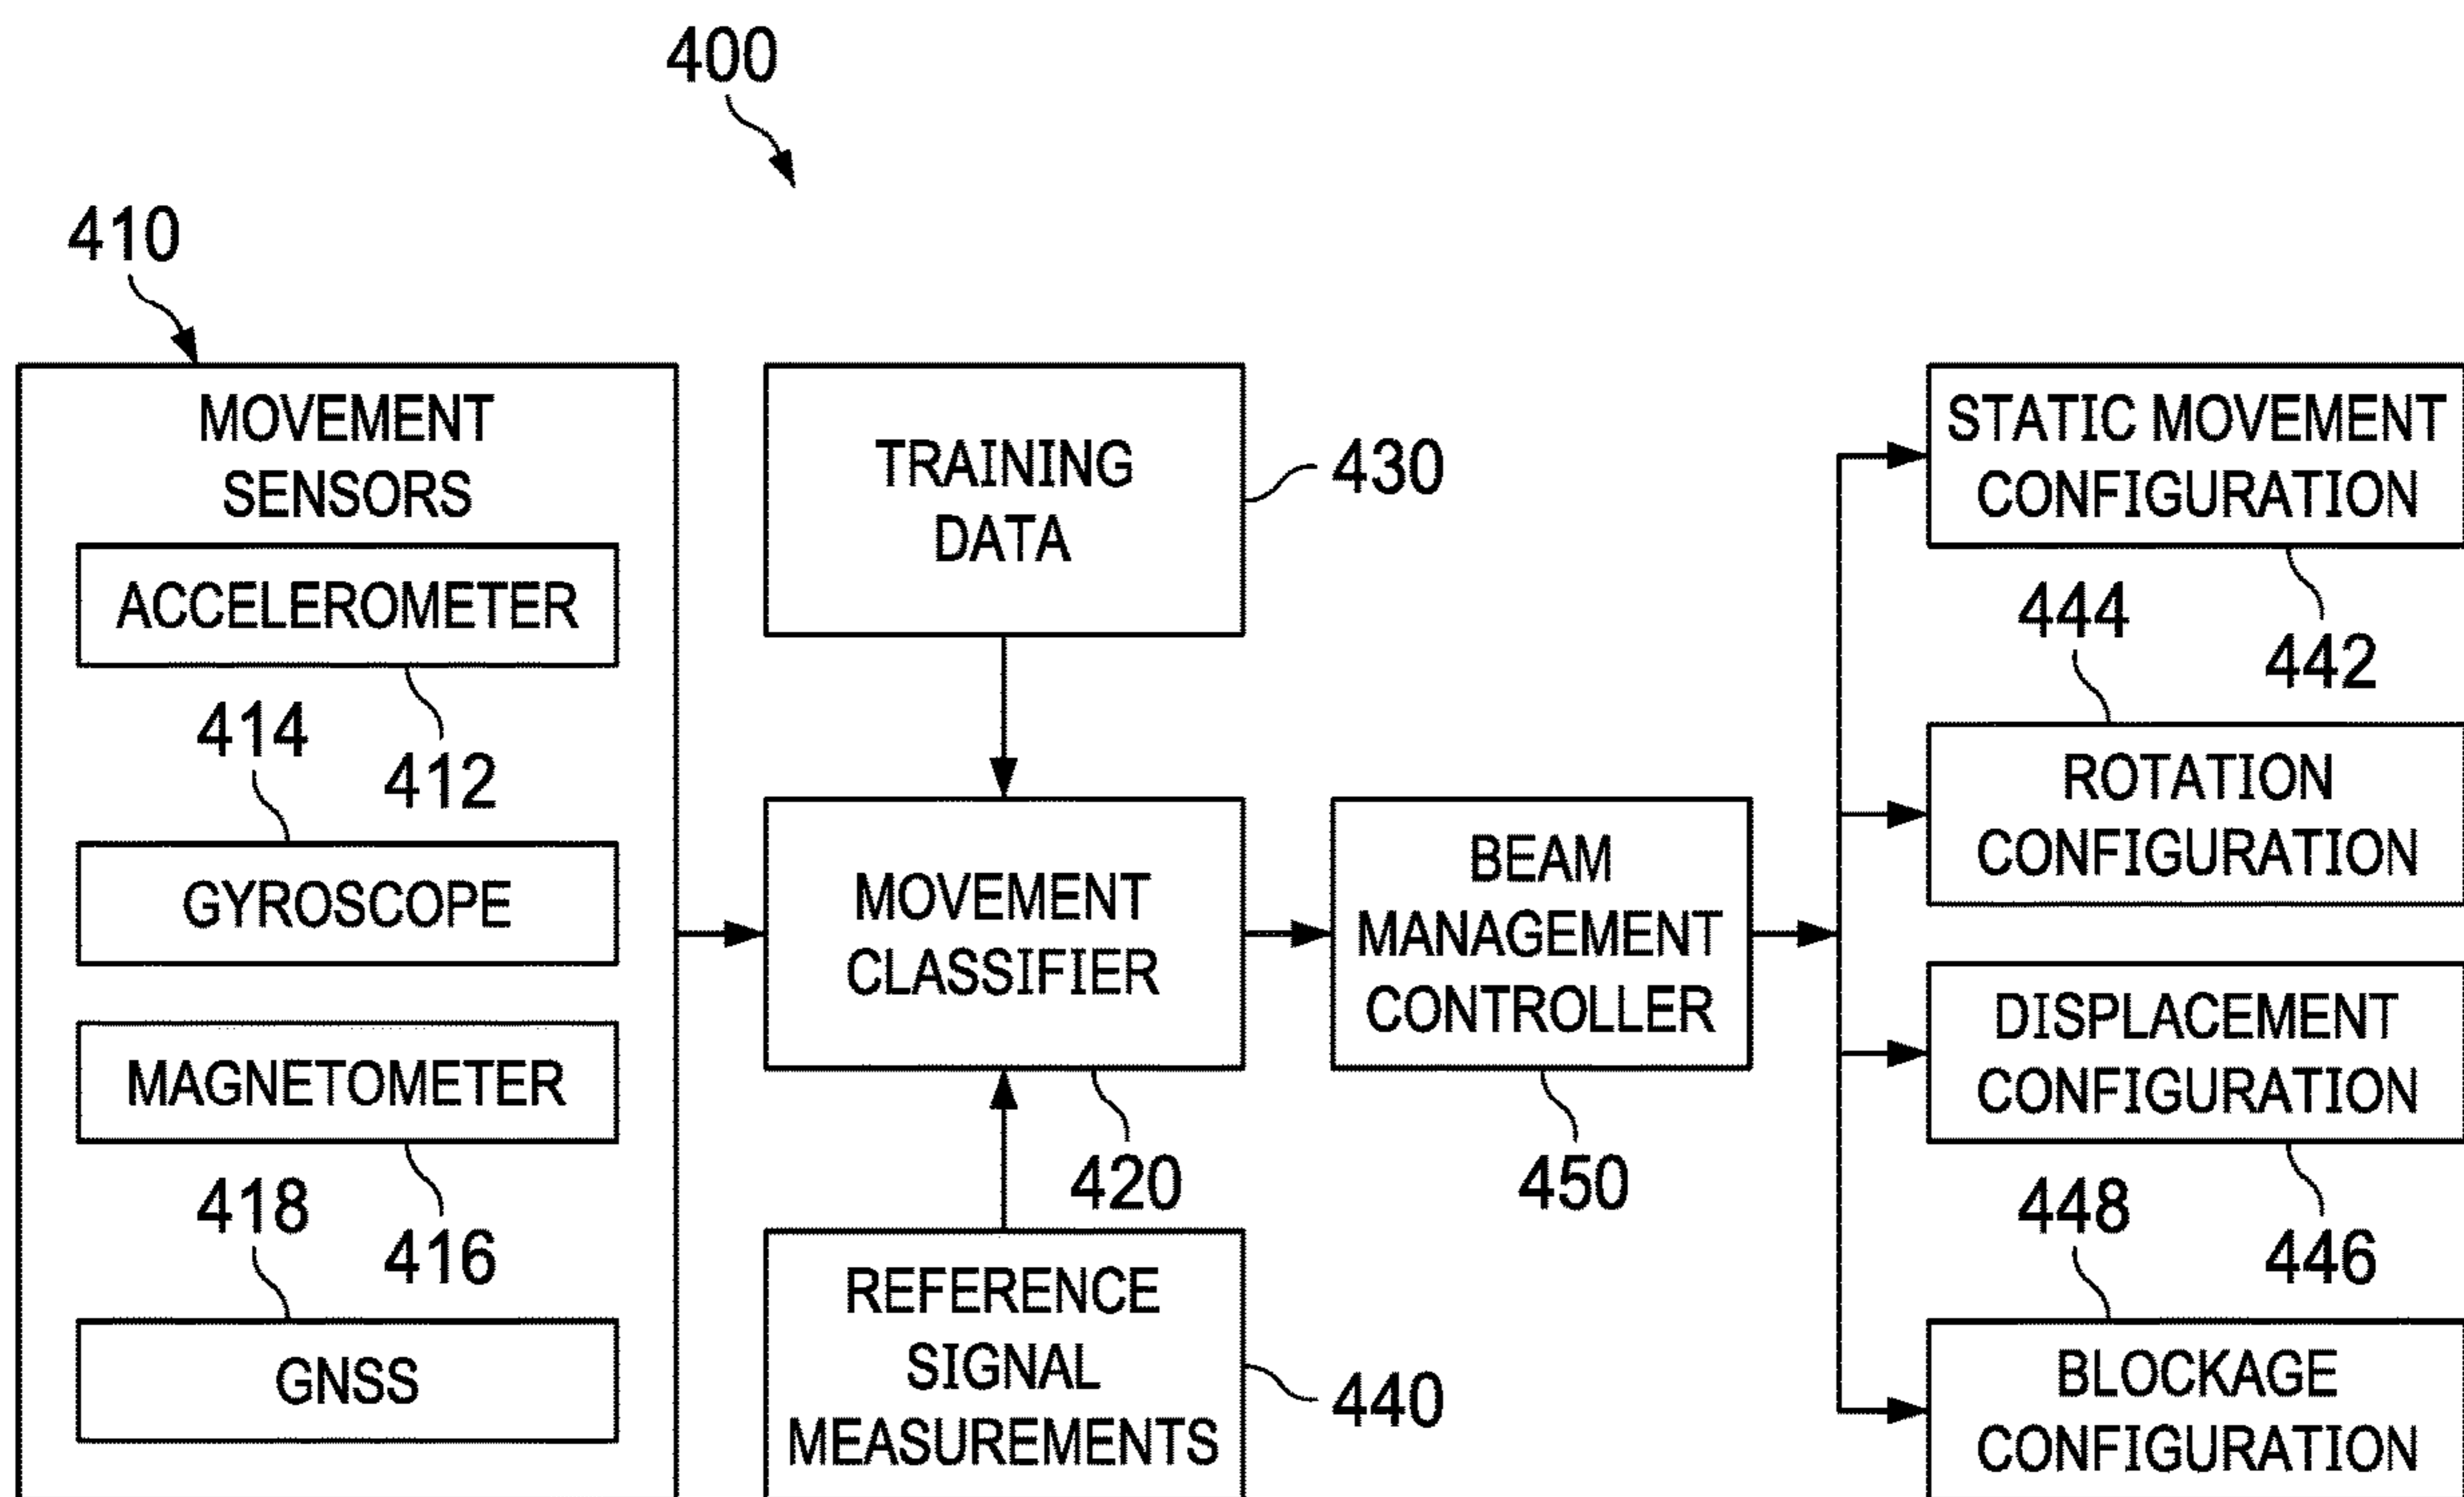 400
410
MOVEMENT
SENSORS
ACCELEROMETER
412
414
GYROSCOPE
MAGNETOMETER
416
418
GNSS
TRAINING
DATA
430
MOVEMENT
CLASSIFIER
420
REFERENCE
SIGNAL
MEASUREMENTS
440
BEAM
MANAGEMENT
CONTROLLER
450
STATIC MOVEMENT
CONFIGURATION
442
444
ROTATION
CONFIGURATION
DISPLACEMENT
CONFIGURATION
446
448
BLOCKAGE
CONFIGURATION